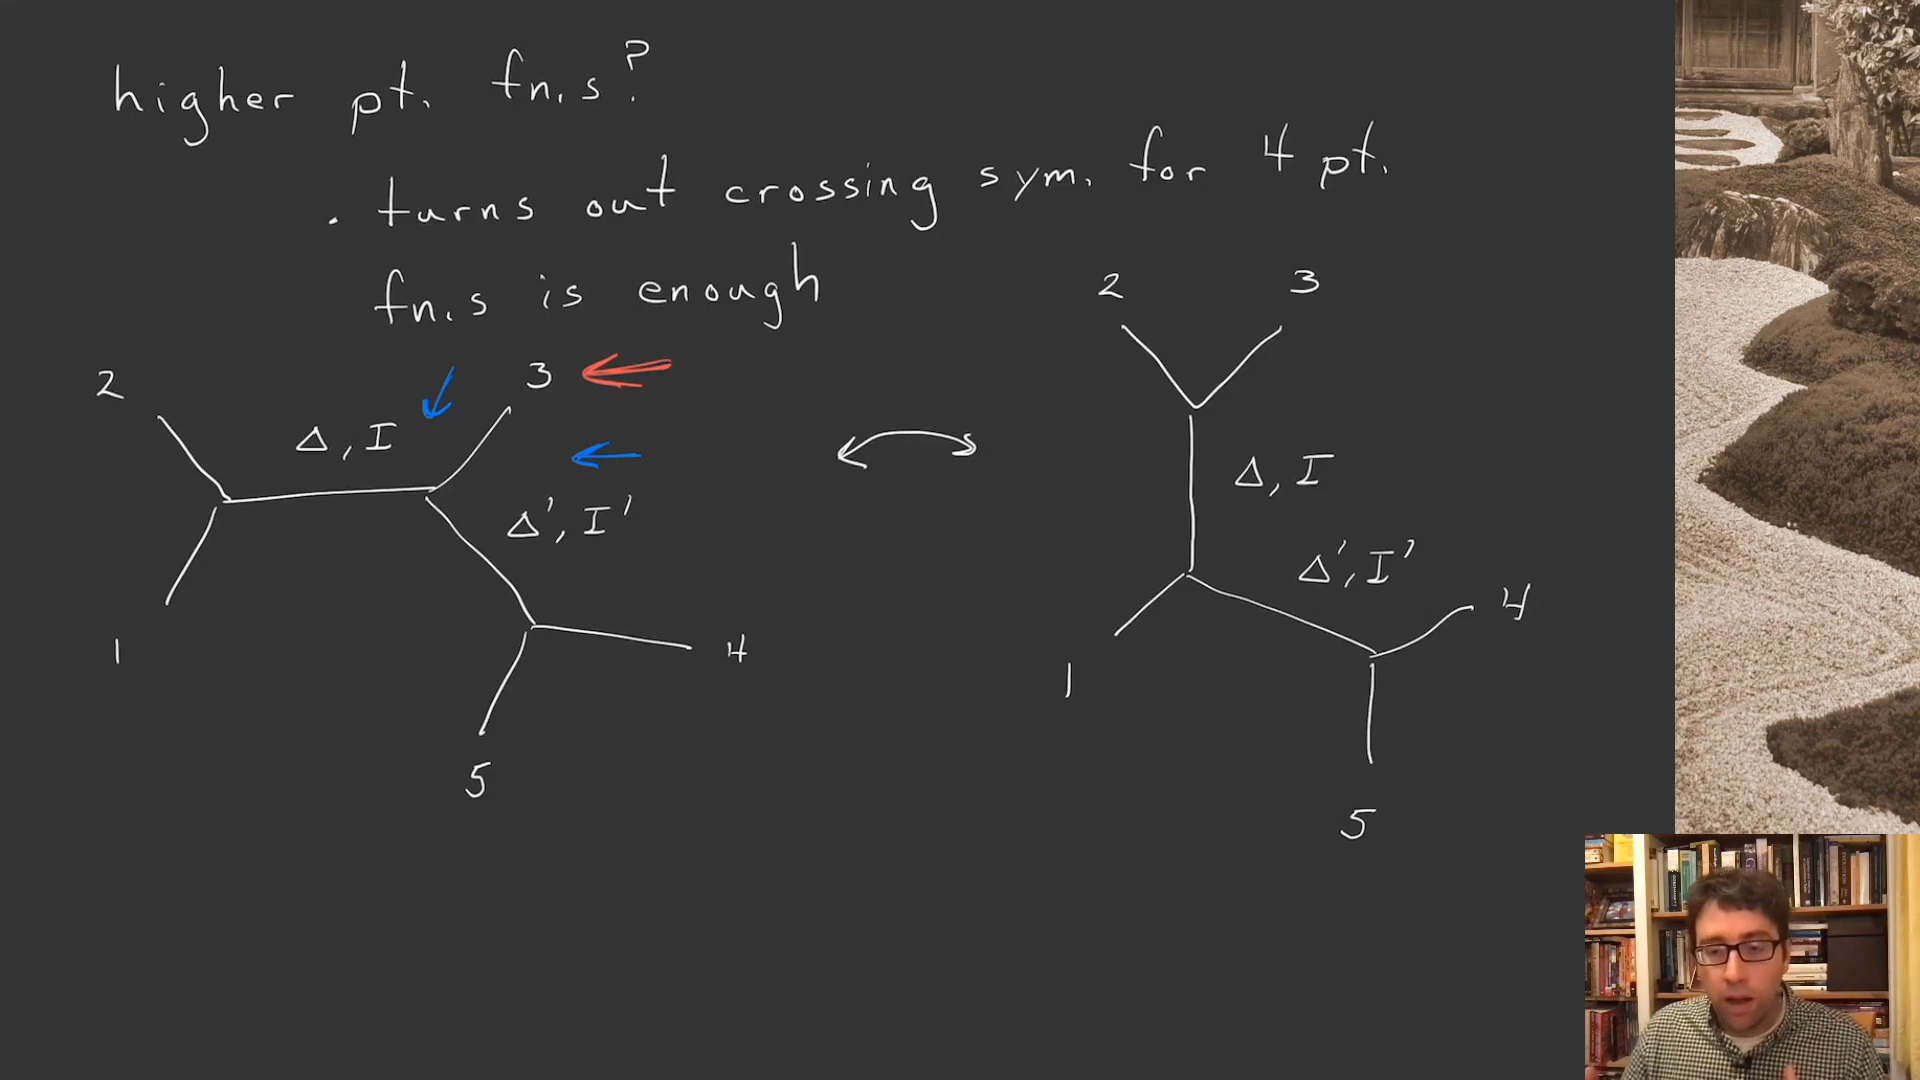 higher pt. fn.s?
. turns out crossing sym. for 4 pt.
fn.s is enough
2 3
Δ, I
Δ', I'
1 4
5
2 3
Δ, I
Δ', I'
4
1
5